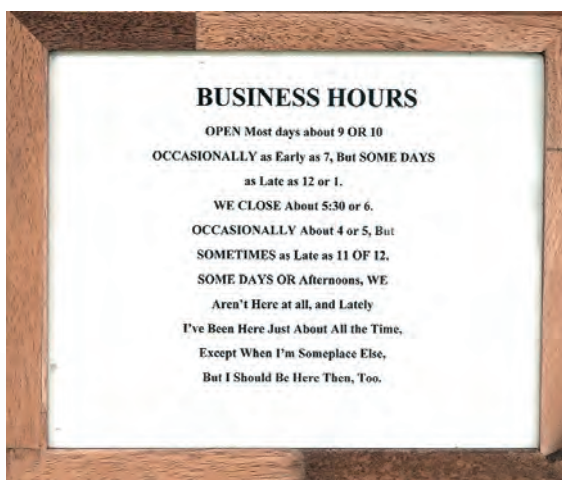 BUSINESS HOURS
OPEN Most days about 9 OR 10
OCCASIONALLY as Early as 7, But SOME DAYS
as Late as 12 or 1.
WE CLOSE About 5:30 or 6.
OCCASIONALLY About 4 or 5, But
SOMETIMES as Late as 11 OF 12.
SOME DAYS OR Afternoons, WE
Aren't Here at all, and Lately
I've Been Here Just About All the Time,
Except When I'm Someplace Else,
But I Should Be Here Then, Too.